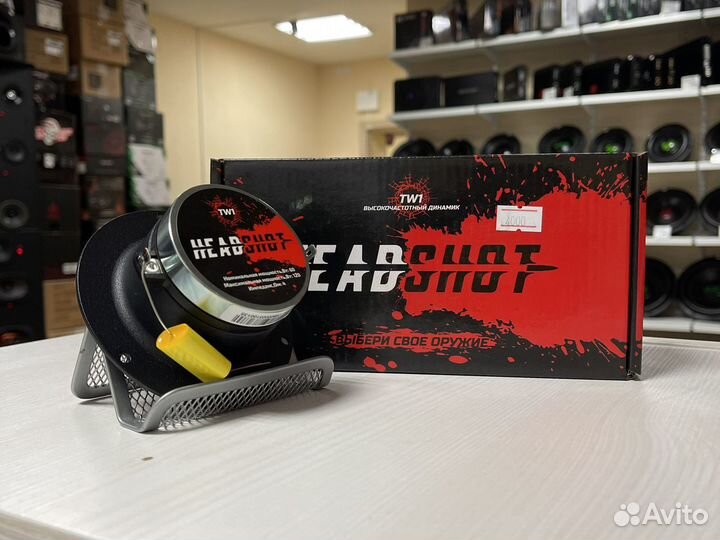 TW1
HEADSHOT
Номинальная мощность,Вт: 60
Максимальная мощность,Вт: 120
Импеданс,Ом: 4
TW1
ВЫСОКОЧАСТОТНЫЙ ДИНАМИК
4000
HEADSHOT
ВЫБЕРИ СВОЕ ОРУЖИЕ
Avito